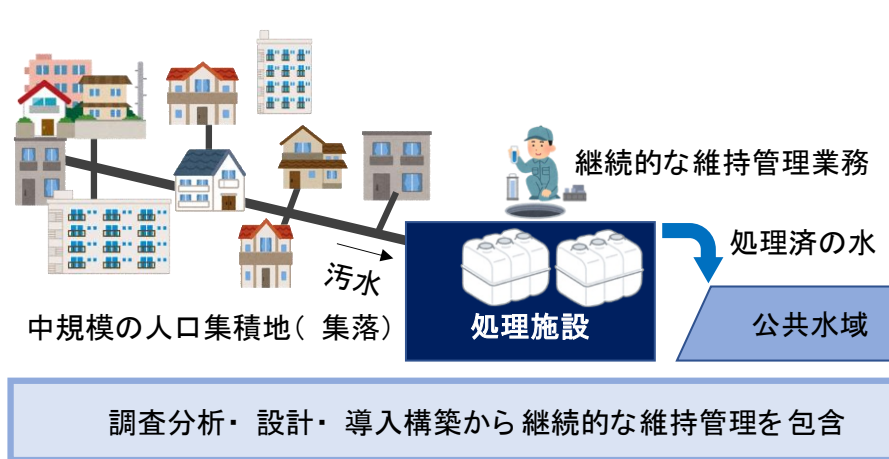 継続的な維持管理業務
処理済の水
汚水
中規模の人口集積地( 集落)
処理施設
公共水域
調査分析・ 設計・ 導入構築から 継続的な維持管理を 包含